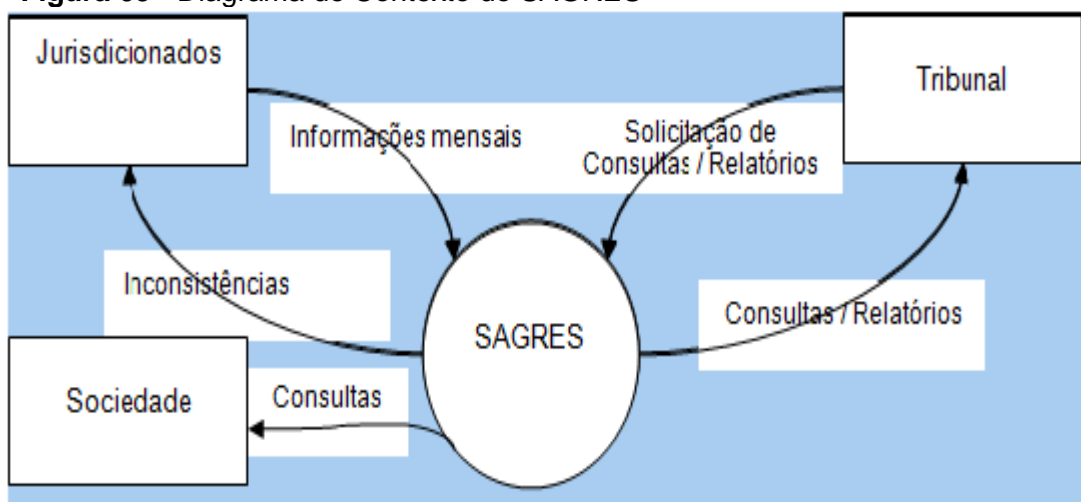 Jurisdicionados
Tribunal
Informações mensais
Solicitação de
Consultas / Relatórios
Inconsistências
SAGRES
Consultas / Relatórios
Sociedade
Consultas